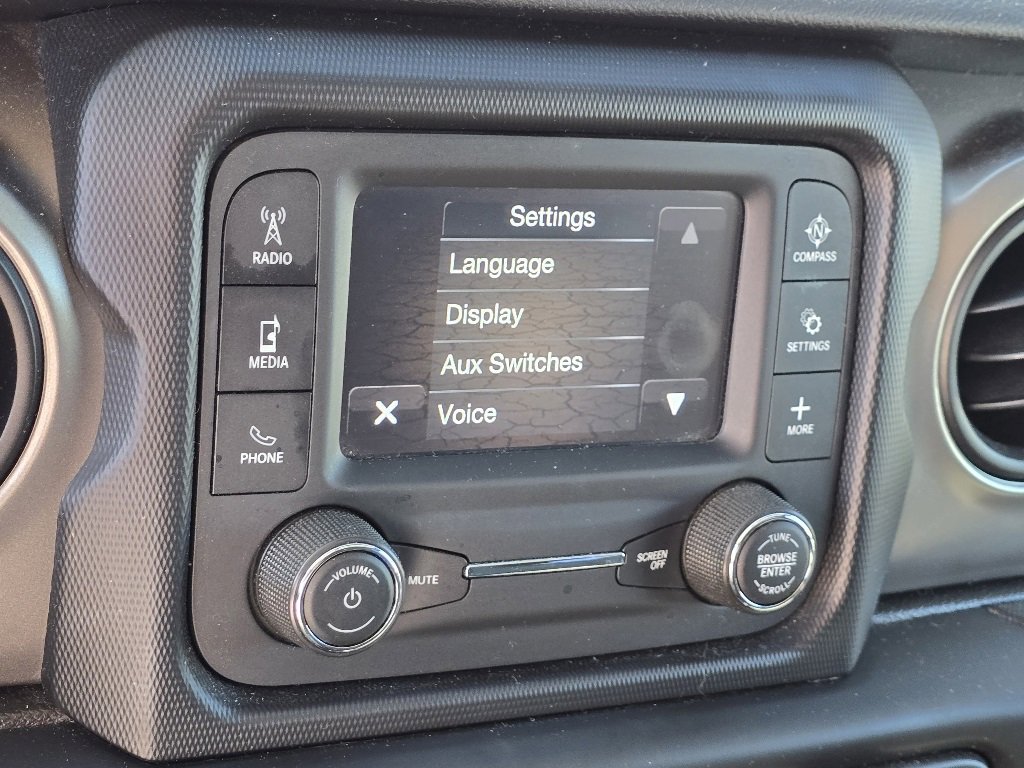 RADIO
MEDIA
PHONE
Settings
Language
Display
Aux Switches
Voice
N
COMPASS
SETTINGS
MORE
VOLUME
MUTE
SCREEN
OFF
TUNE
BROWSE
ENTER
SCROLL